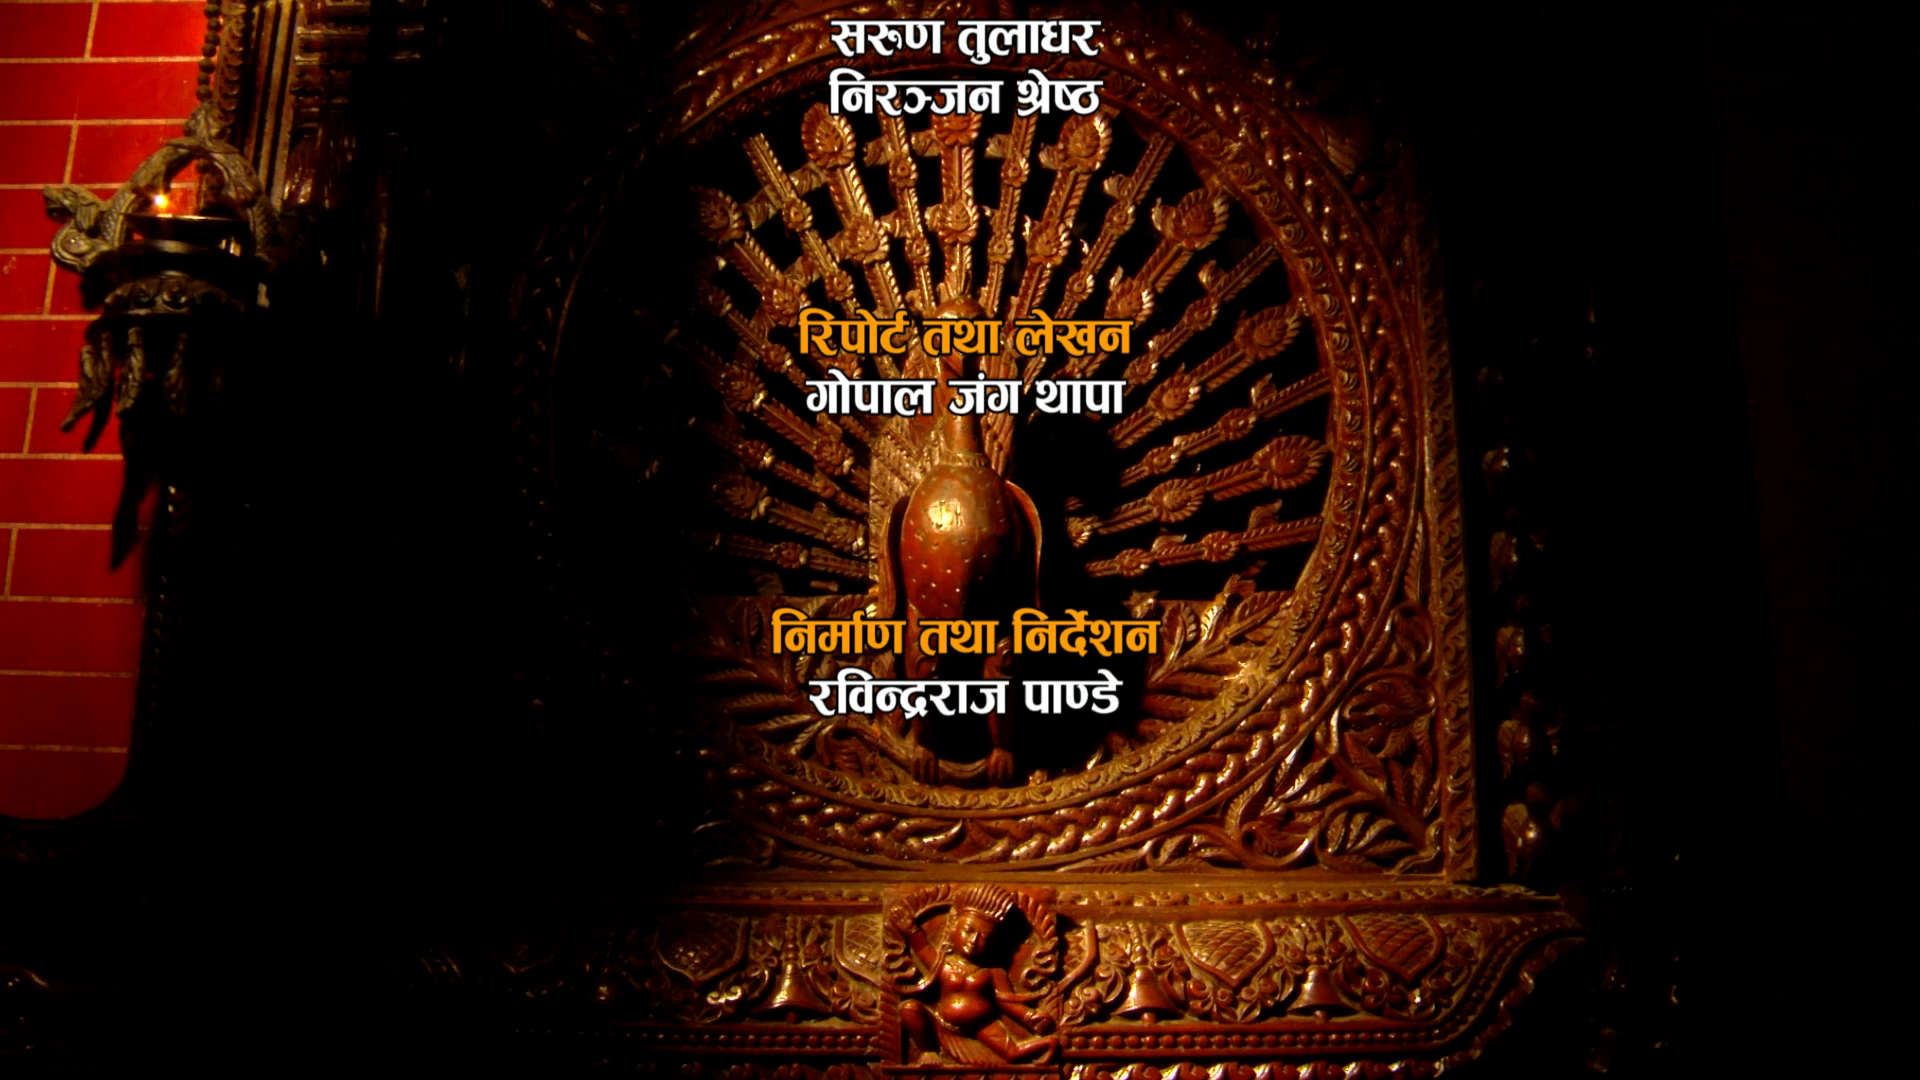 सरुण तुलाधर
निरञ्जन श्रेष्ठ
रिपोर्ट तथा लेखन
गोपाल जंग थापा
निर्माण तथा निर्देशन
रविन्द्रराज पाण्डे